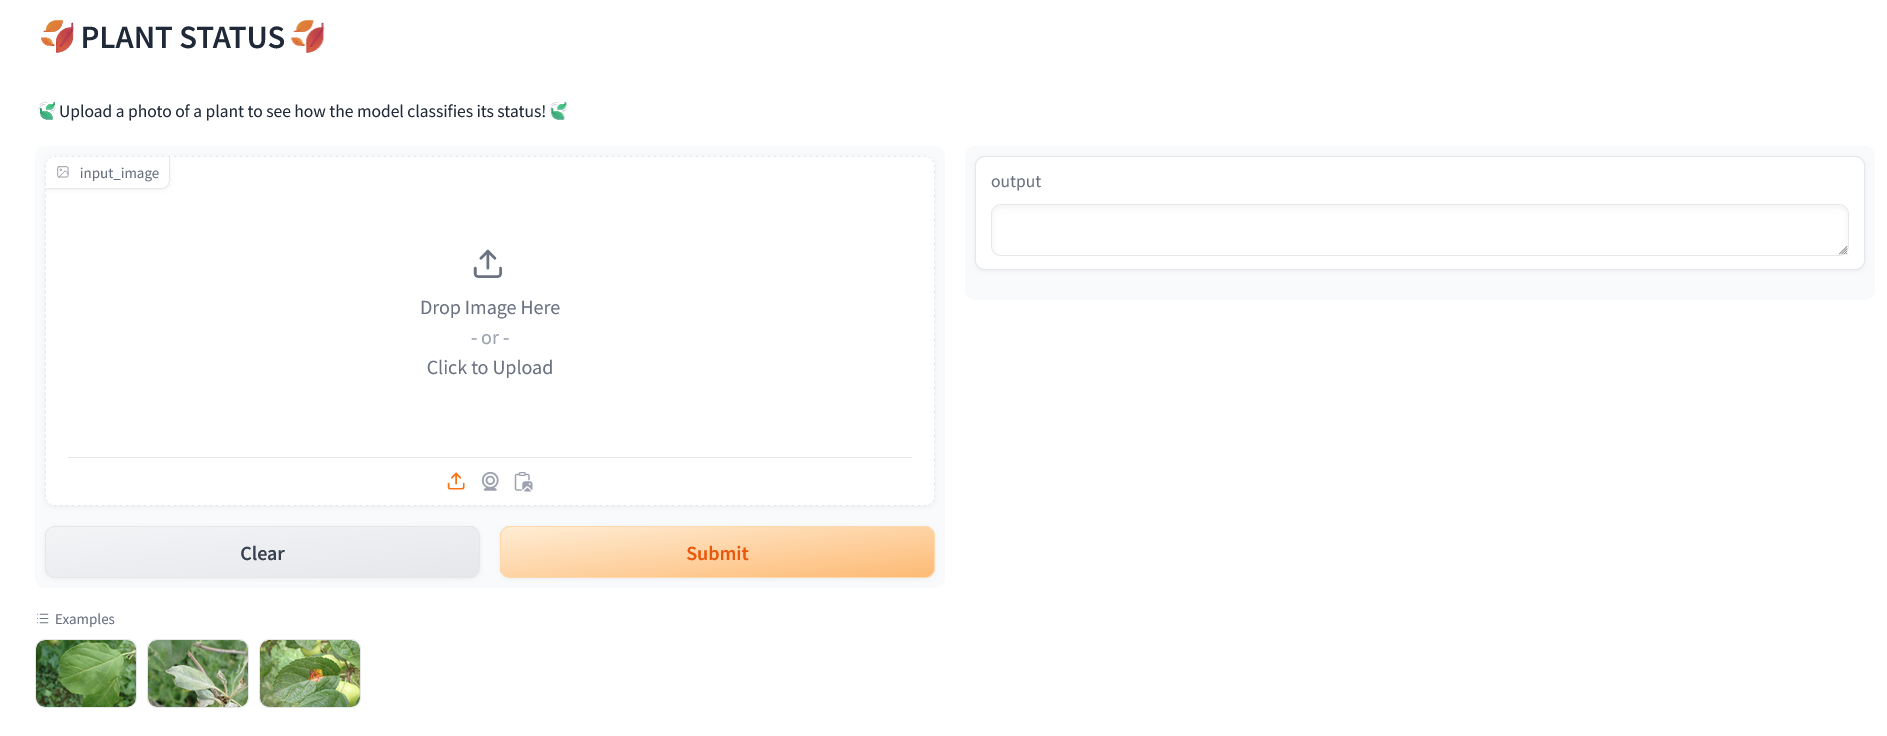 PLANT STATUS
Upload a photo of a plant to see how the model classifies its status!
input_image
Drop Image Here
- or -
Click to Upload
Clear
Submit
output
Examples